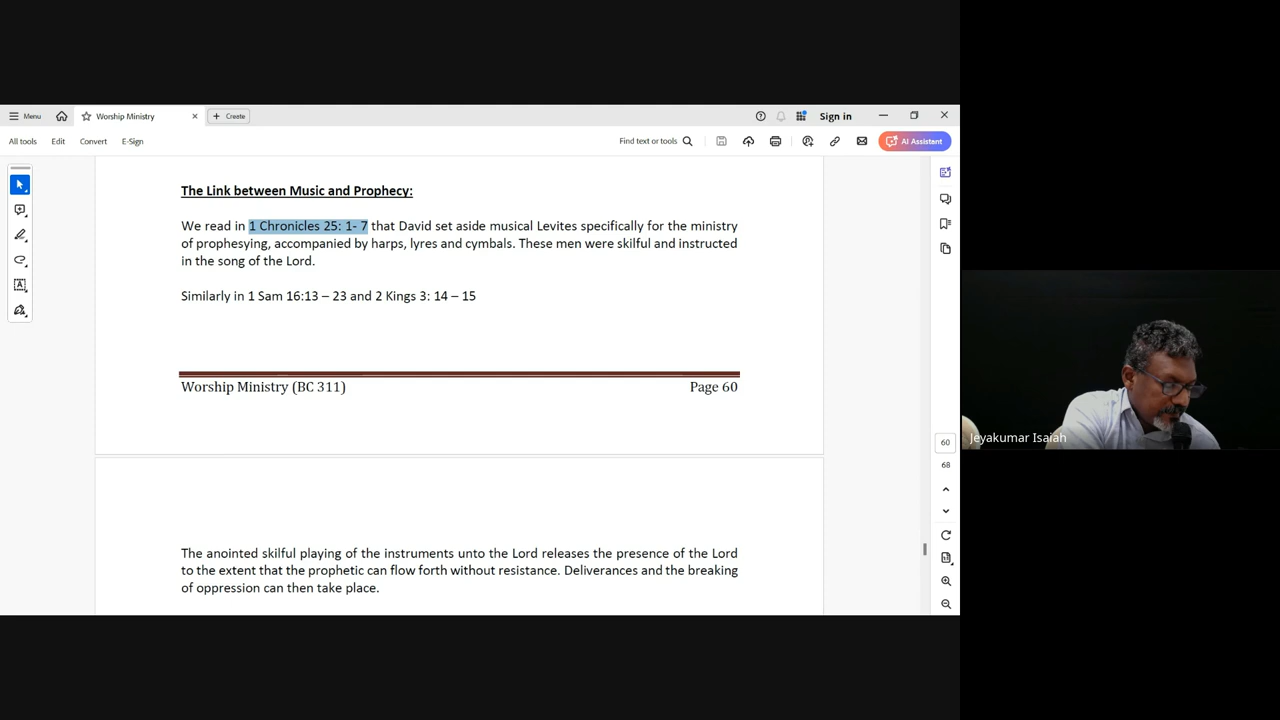 Menu
Worship Ministry
Create
Sign in
All tools Edit Convert E-Sign
Find text or tools
AI Assistant
The Link between Music and Prophecy:
We read in 1 Chronicles 25: 1- 7 that David set aside musical Levites specifically for the ministry
of prophesying, accompanied by harps, lyres and cymbals. These men were skilful and instructed
in the song of the Lord.
Similarly in 1 Sam 16:13 – 23 and 2 Kings 3: 14 – 15
Worship Ministry (BC 311) Page 60
60
68
The anointed skilful playing of the instruments unto the Lord releases the presence of the Lord
to the extent that the prophetic can flow forth without resistance. Deliverances and the breaking
of oppression can then take place.
Jeyakumar Isaiah